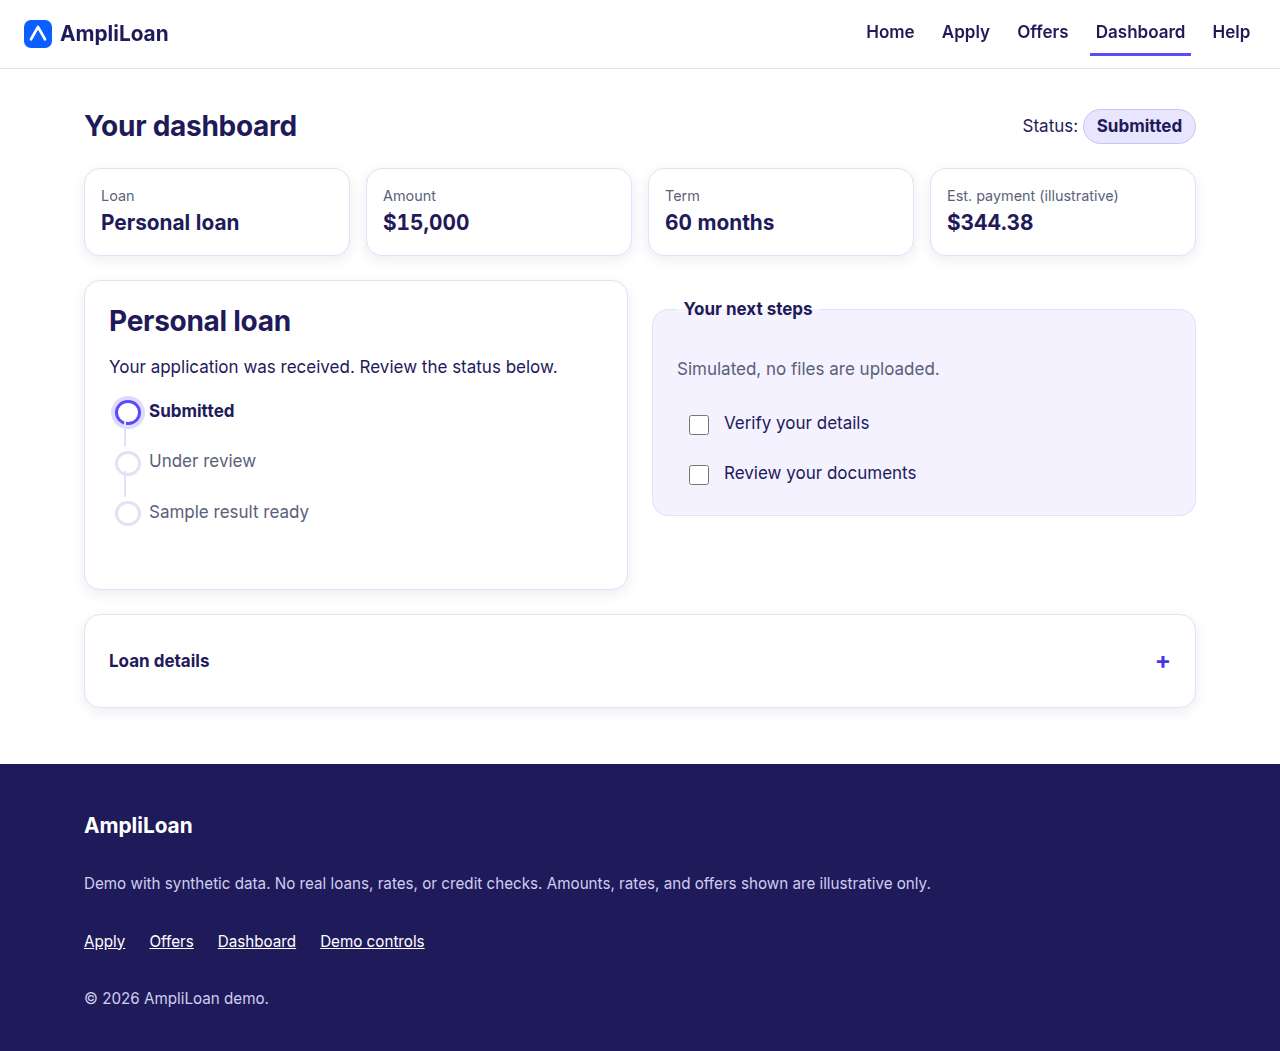 AmpliLoan
Home Apply Offers Dashboard Help
Your dashboard
Status: Submitted
Loan
Personal loan
Amount
$15,000
Term
60 months
Est. payment (illustrative)
$344.38
Personal loan
Your application was received. Review the status below.
Submitted
Under review
Sample result ready
Your next steps
Simulated, no files are uploaded.
Verify your details
Review your documents
Loan details +
AmpliLoan
Demo with synthetic data. No real loans, rates, or credit checks. Amounts, rates, and offers shown are illustrative only.
Apply Offers Dashboard Demo controls
© 2026 AmpliLoan demo.